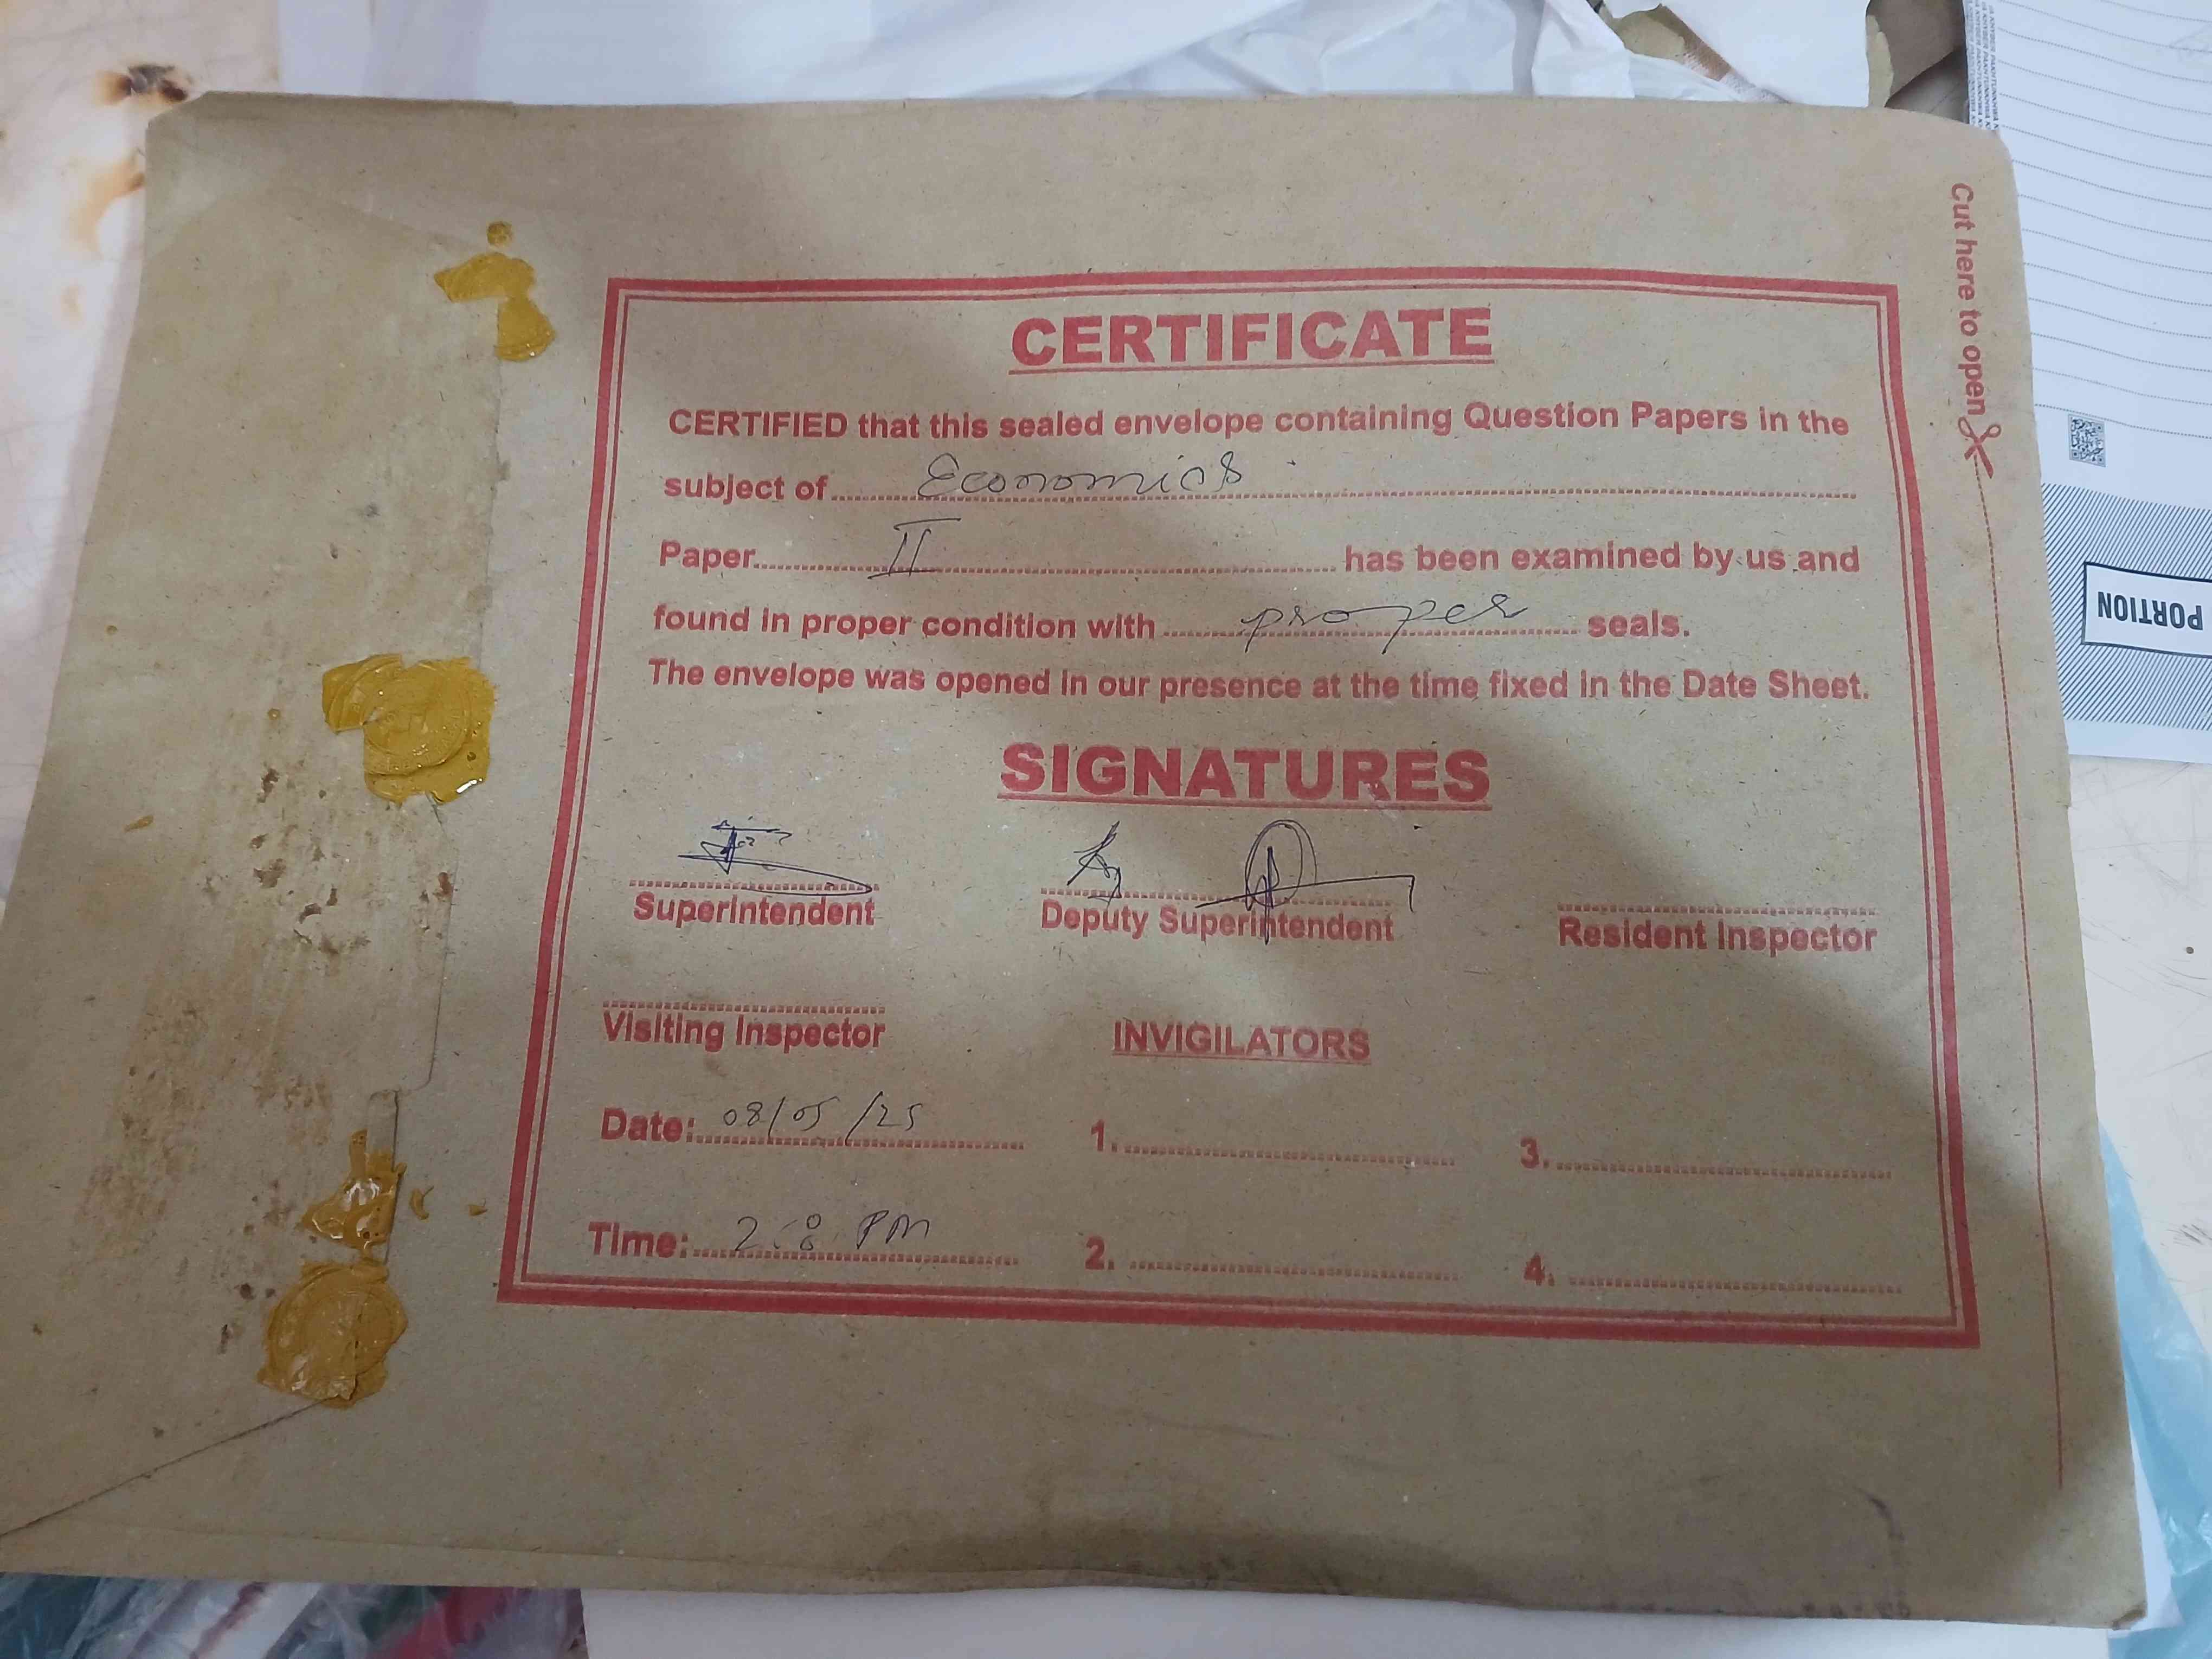 Cut here to open
CERTIFICATE
CERTIFIED that this sealed envelope containing Question Papers in the
subject of Economics
Paper II has been examined by us and
found in proper condition with proper seals.
The envelope was opened in our presence at the time fixed in the Date Sheet.
SIGNATURES
Superintendent Deputy Superintendent Resident Inspector
Visiting Inspector INVIGILATORS
Date: 08/05/25 1. 3.
Time: PM 2. 4.
PORTION